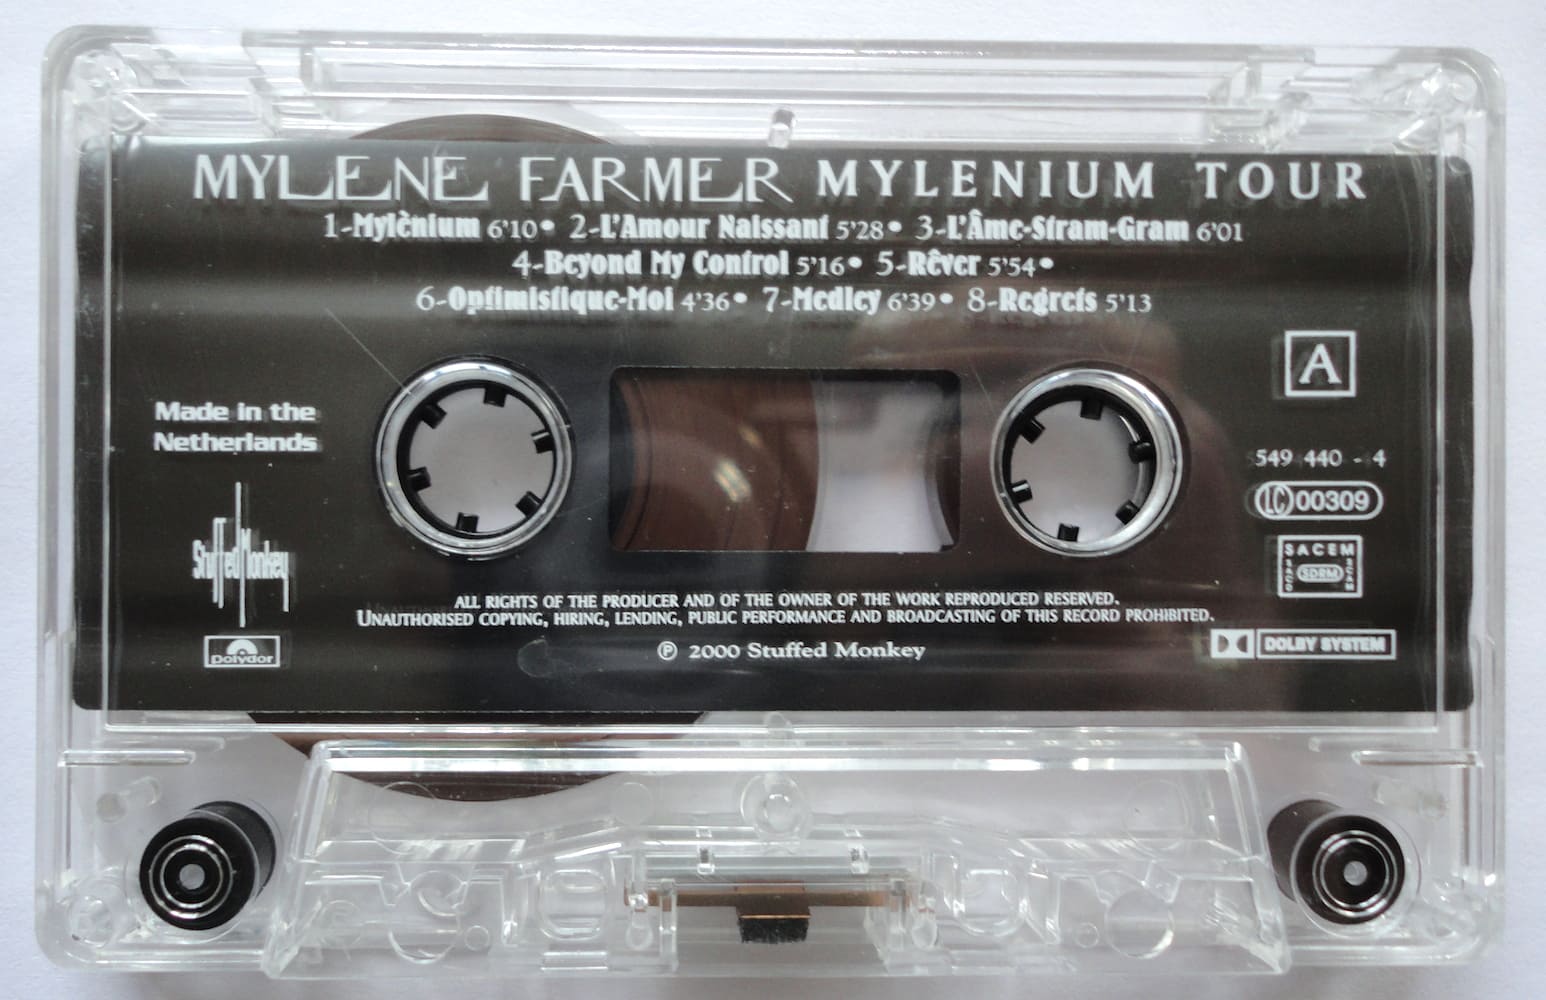 MYLENE FARMER MYLENIUM TOUR
1-Mylènium 6'10• 2-L'Amour Naissant 5'28• 3-L'Âme-Stram-Gram 6'01
4-Beyond My Control 5'16• 5-Rêver 5'54•
6-Optimistique-Moi 4'36• 7-Medley 6'39• 8-Regrets 5'13
A
Made in the
Netherlands
549 440 - 4
LC 00309
StuffedMonkey
SACEM
SDRM
SACD
SCAM
polydor
ALL RIGHTS OF THE PRODUCER AND OF THE OWNER OF THE WORK REPRODUCED RESERVED.
UNAUTHORISED COPYING, HIRING, LENDING, PUBLIC PERFORMANCE AND BROADCASTING OF THIS RECORD PROHIBITED.
℗ 2000 Stuffed Monkey
DOLBY SYSTEM